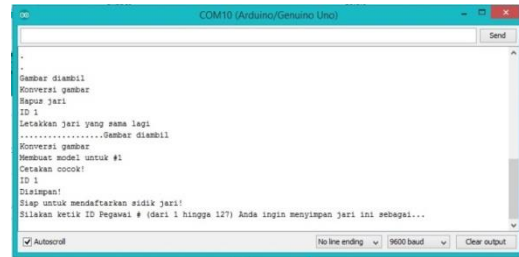 COM10 (Arduino/Genuino Uno)
Send
.
.
Gambar diambil
Konversi gambar
Hapus jari
ID 1
Letakkan jari yang sama lagi
.................Gambar diambil
Konversi gambar
Membuat model untuk #1
Cetakan cocok!
ID 1
Disimpan!
Siap untuk mendaftarkan sidik jari!
Silakan ketik ID Pegawai # (dari 1 hingga 127) Anda ingin menyimpan jari ini sebagai...
Autoscroll
No line ending
9600 baud
Clear output